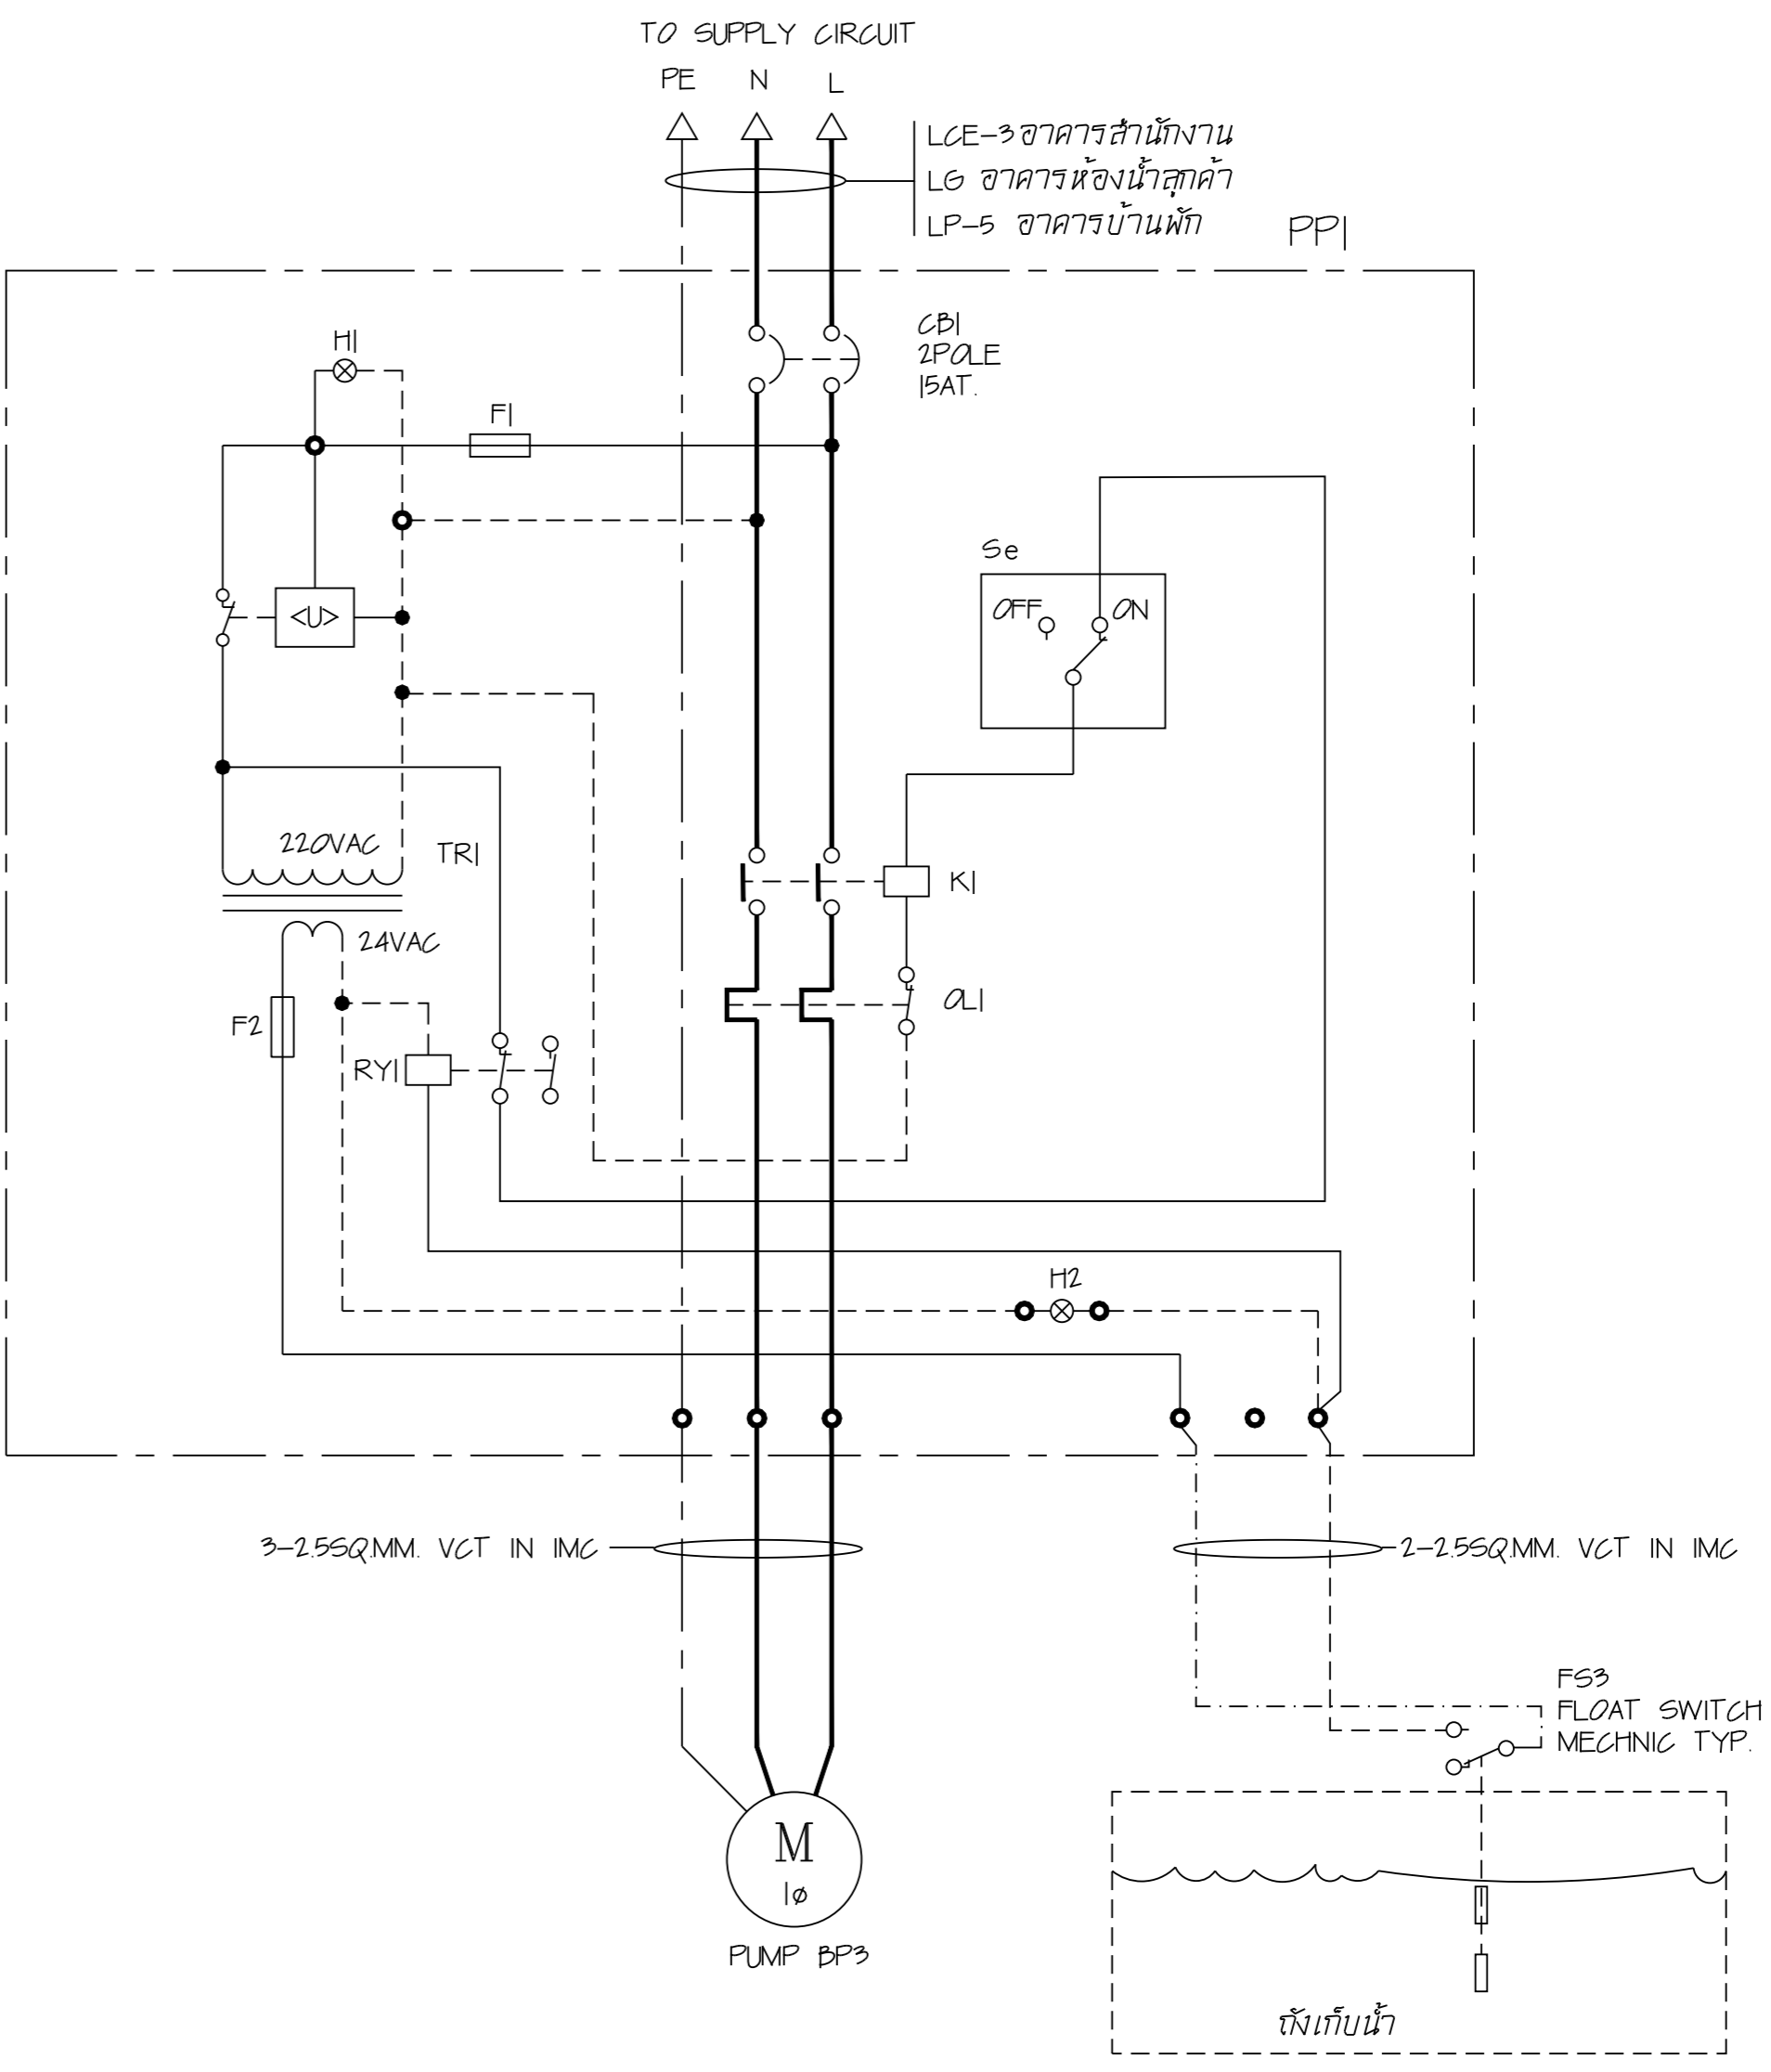 TO SUPPLY CIRCUIT
PE N L
LCE-3 อาคารสำนักงาน
LG อาคารห้องน้ำลูกค้า
LP-5 อาคารบ้านพัก
PP1
H1
CB1
2POLE
15AT.
F1
Se
OFF ON
<U>
220VAC
TR1
K1
24VAC
OL1
F2
RY1
H2
3-2.5SQ.MM. VCT IN IMC
2-2.5SQ.MM. VCT IN IMC
FS3
FLOAT SWITCH
MECHNIC TYP.
M
1ø
PUMP BP3
ถังเก็บน้ำ